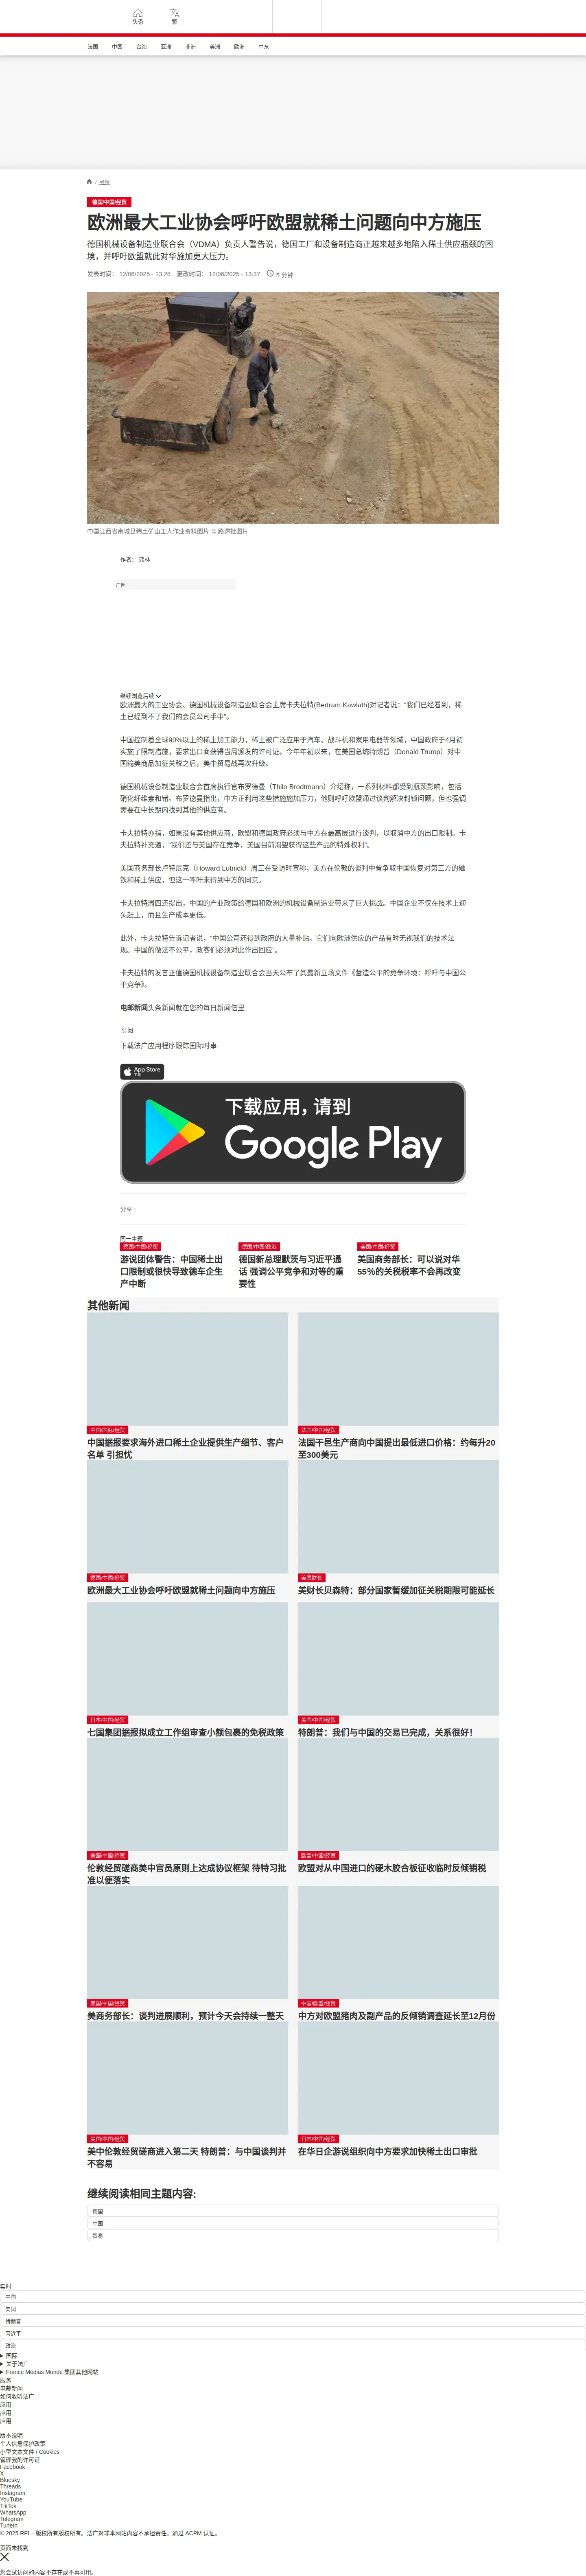 头条
繁
法国
中国
台海
亚洲
非洲
美洲
欧洲
中东
/ 经贸
德国/中国/经贸
欧洲最大工业协会呼吁欧盟就稀土问题向中方施压
德国机械设备制造业联合会（VDMA）负责人警告说，德国工厂和设备制造商正越来越多地陷入稀土供应瓶颈的困
境，并呼吁欧盟就此对华施加更大压力。
发表时间： 12/06/2025 - 13:28 更改时间： 12/06/2025 - 13:37 5 分钟
中国江西省南城县稀土矿山工人作业资料图片 © 路透社图片
作者： 弗林
广告
继续浏览后续
欧洲最大的工业协会、德国机械设备制造业联合会主席卡夫拉特(Bertram Kawlath)对记者说：“我们已经看到，稀
土已经到不了我们的会员公司手中”。
中国控制着全球90%以上的稀土加工能力，稀土被广泛应用于汽车、战斗机和家用电器等领域，中国政府于4月初
实施了限制措施，要求出口商获得当局颁发的许可证。今年年初以来，在美国总统特朗普（Donald Trump）对中
国输美商品加征关税之后，美中贸易战再次升级。
德国机械设备制造业联合会首席执行官布罗德曼（Thilo Brodtmann）介绍称，一系列材料都受到瓶颈影响，包括
硝化纤维素和锗。布罗德曼指出，中方正利用这些措施施加压力，他则呼吁欧盟通过谈判解决封锁问题，但也强调
需要在中长期内找到其他的供应商。
卡夫拉特亦指，如果没有其他供应商，欧盟和德国政府必须与中方在最高层进行谈判，以取消中方的出口限制。卡
夫拉特补充道，“我们还与美国存在竞争，美国目前渴望获得这些产品的特殊权利”。
美国商务部长卢特尼克（Howard Lutnick）周三在受访时宣称，美方在伦敦的谈判中曾争取中国恢复对第三方的磁
铁和稀土供应，但这一呼吁未得到中方的同意。
卡夫拉特周四还提出，中国的产业政策给德国和欧洲的机械设备制造业带来了巨大挑战。中国企业不仅在技术上迎
头赶上，而且生产成本更低。
此外，卡夫拉特告诉记者说，“中国公司还得到政府的大量补贴。它们向欧洲供应的产品有时无视我们的技术法
规。中国的做法不公平，政客们必须对此作出回应”。
卡夫拉特的发言正值德国机械设备制造业联合会当天公布了其最新立场文件《营造公平的竞争环境：呼吁与中国公
平竞争》。
电邮新闻头条新闻就在您的每日新闻信里
订阅
下载法广应用程序跟踪国际时事
App Store
下载
下载应用，请到
Google Play
分享 :
同一主题
德国/中国/经贸
游说团体警告：中国稀土出
口限制或很快导致德车企生
产中断
德国/中国/政治
德国新总理默茨与习近平通
话 强调公平竞争和对等的重
要性
美国/中国/经贸
美国商务部长：可以说对华
55%的关税税率不会再改变
其他新闻
中国/国际/经贸
中国据报要求海外进口稀土企业提供生产细节、客户
名单 引担忧
法国/中国/经贸
法国干邑生产商向中国提出最低进口价格：约每升20
至300美元
德国/中国/经贸
欧洲最大工业协会呼吁欧盟就稀土问题向中方施压
美国财长
美财长贝森特：部分国家暂缓加征关税期限可能延长
日本/中国/经贸
七国集团据报拟成立工作组审查小额包裹的免税政策
美国/中国/经贸
特朗普：我们与中国的交易已完成，关系很好！
美国/中国/经贸
伦敦经贸磋商美中官员原则上达成协议框架 待特习批
准以便落实
欧盟/中国/经贸
欧盟对从中国进口的硬木胶合板征收临时反倾销税
美国/中国/经贸
美商务部长：谈判进展顺利，预计今天会持续一整天
中国/欧盟/经贸
中方对欧盟猪肉及副产品的反倾销调查延长至12月份
美国/中国/经贸
美中伦敦经贸磋商进入第二天 特朗普：与中国谈判并
不容易
日本/中国/经贸
在华日企游说组织向中方要求加快稀土出口审批
继续阅读相同主题内容:
德国
中国
贸易
实时
中国
美国
特朗普
习近平
政治
国际
关于法广
France Médias Monde 集团其他网站
服务
电邮新闻
如何收听法广
应用
应用
应用
版本说明
个人信息保护政策
小型文本文件 / Cookies
管理我的许可证
Facebook
X
Bluesky
Threads
Instagram
YouTube
TikTok
WhatsApp
Telegram
TuneIn
© 2025 RFI – 版权所有版权所有。法广对非本网站内容不承担责任。通过 ACPM 认证。
页面未找到
您尝试访问的内容不存在或不再可用。